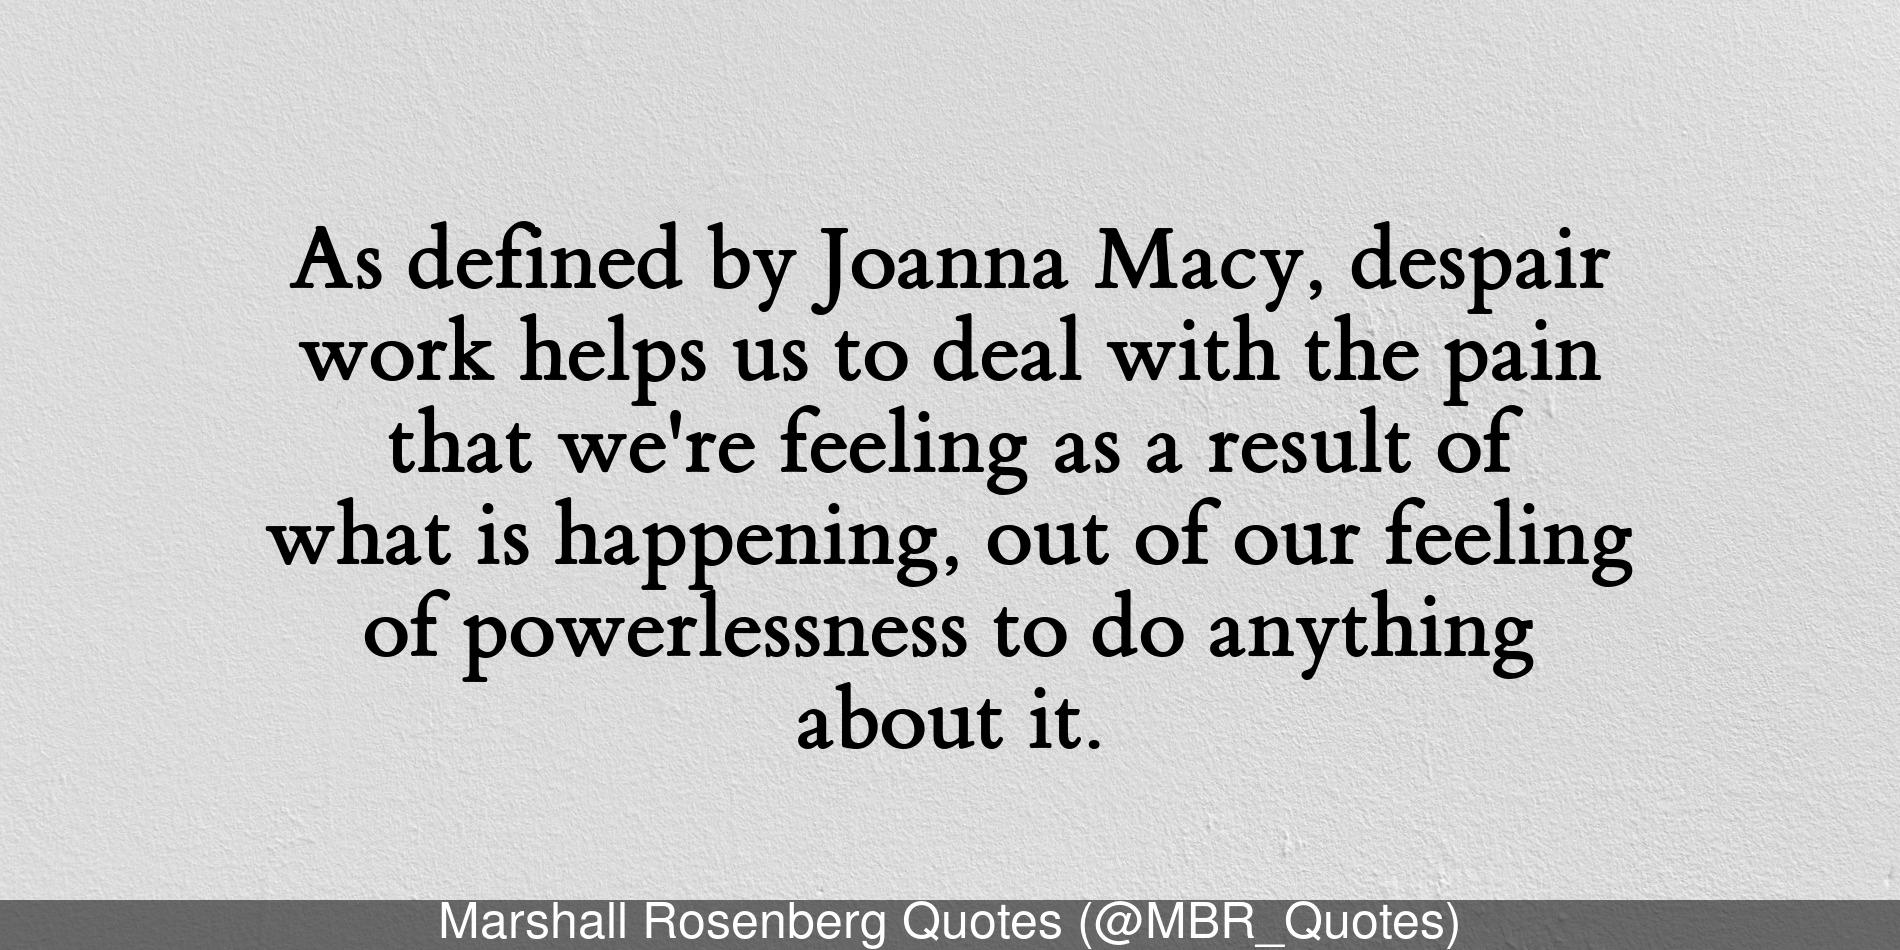 As defined by Joanna Macy, despair
work helps us to deal with the pain
that we're feeling as a result of
what is happening, out of our feeling
of powerlessness to do anything
about it.
Marshall Rosenberg Quotes (@MBR_Quotes)